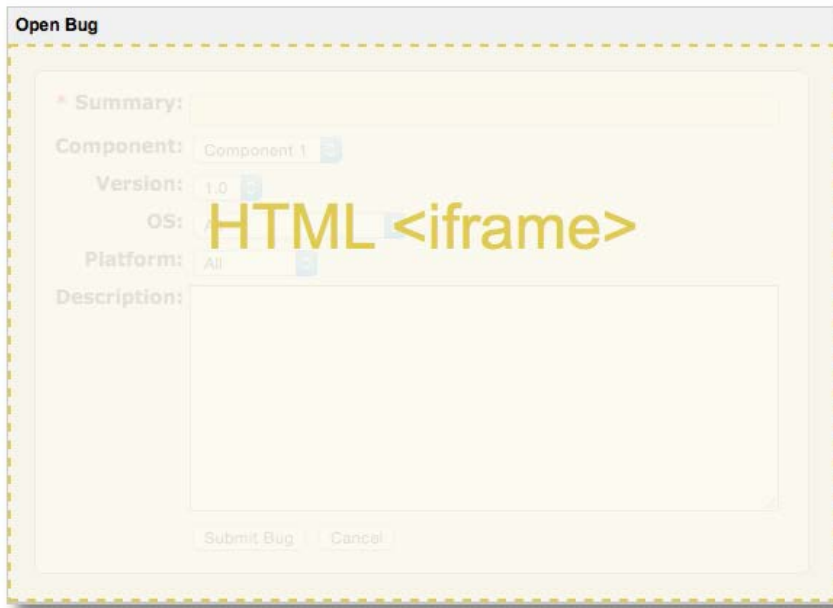 Open Bug
* Summary:
Component: Component 1
Version: 1.0
OS:
HTML <iframe>
Platform: All
Description:
Submit Bug Cancel